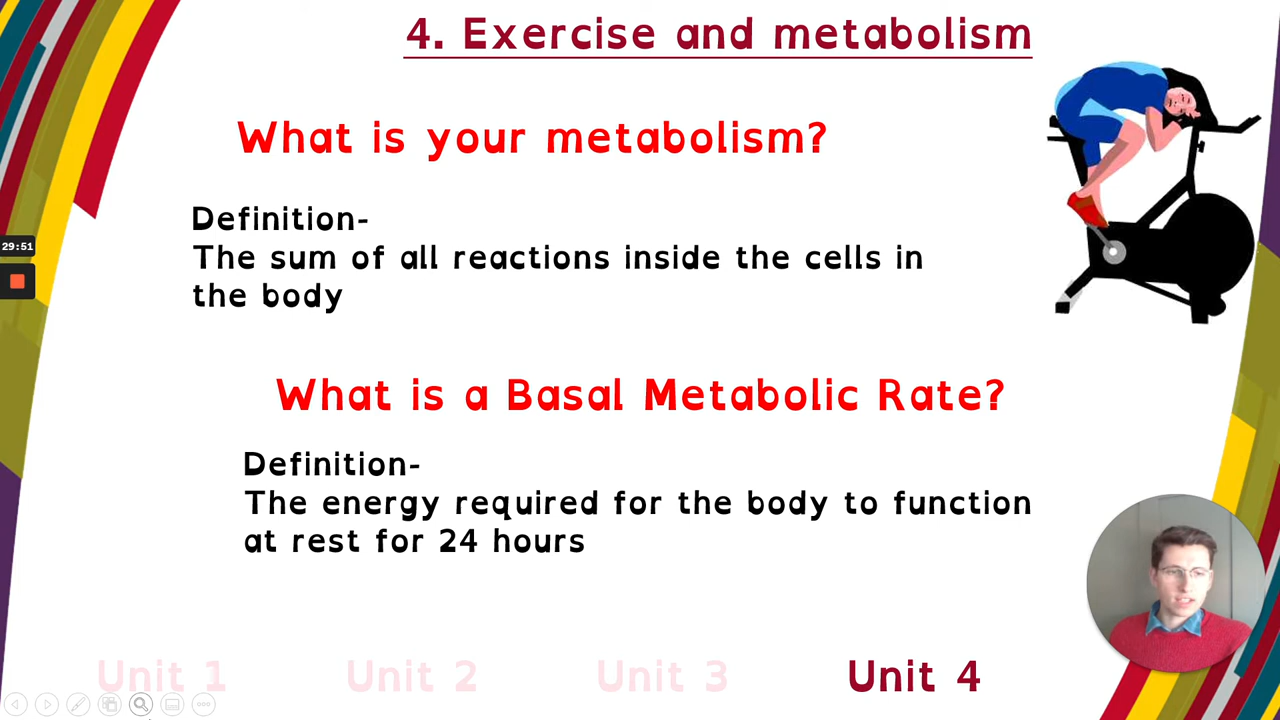 4. Exercise and metabolism
What is your metabolism?
Definition-
The sum of all reactions inside the cells in
the body
29:51
What is a Basal Metabolic Rate?
Definition-
The energy required for the body to function
at rest for 24 hours
Unit 1 Unit 2 Unit 3 Unit 4